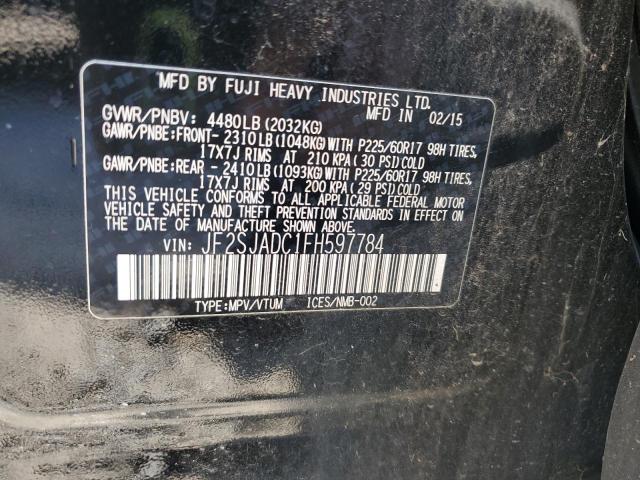 MFD BY FUJI HEAVY INDUSTRIES LTD.
MFD IN 02/15
GVWR/PNBV: 4480LB(2032KG)
GAWR/PNBE:FRONT-2310LB(1048KG)WITH P225/60R17 98H TIRES,
17X7J RIMS AT 210 KPA(30 PSI)COLD
GAWR/PNBE:REAR -2410LB(1093KG)WITH P225/60R17 98H TIRES,
17X7J RIMS AT 200 KPA(29 PSI)COLD
THIS VEHICLE CONFORMS TO ALL APPLICABLE FEDERAL MOTOR
VEHICLE SAFETY AND THEFT PREVENTION STANDARDS IN EFFECT ON
THE DATE OF MANUFACTURE SHOWN ABOVE.
VIN: JF2SJADC1FH597784
TYPE:MPV/VTUM ICES/NMB-002